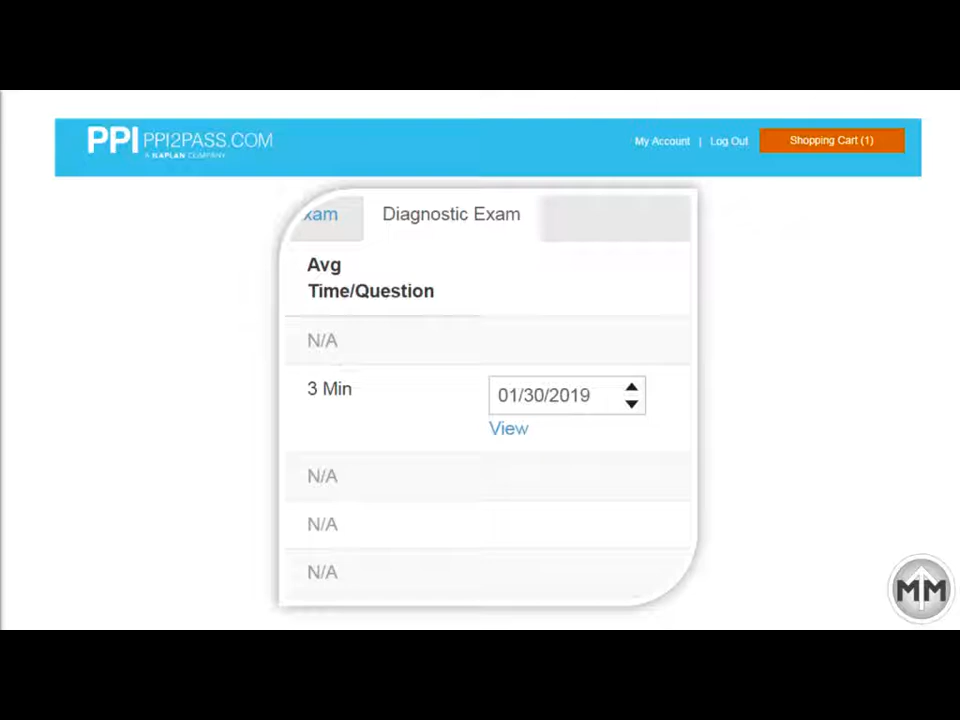 PPI PPI2PASS.COM
A KAPLAN COMPANY
My Account | Log Out
Shopping Cart (1)
xam
Diagnostic Exam
Avg
Time/Question
N/A
3 Min
01/30/2019
View
N/A
N/A
N/A
MM